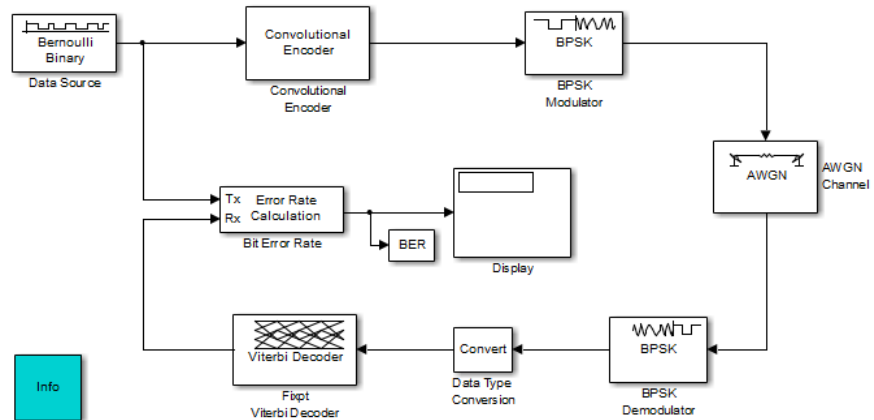 Bernoulli
Binary
Data Source
Convolutional
Encoder
Convolutional
Encoder
BPSK
BPSK
Modulator
AWGN
AWGN
Channel
Tx
Rx
Error Rate
Calculation
Bit Error Rate
BER
Display
Viterbi Decoder
Fixpt
Viterbi Decoder
Convert
Data Type
Conversion
BPSK
BPSK
Demodulator
Info